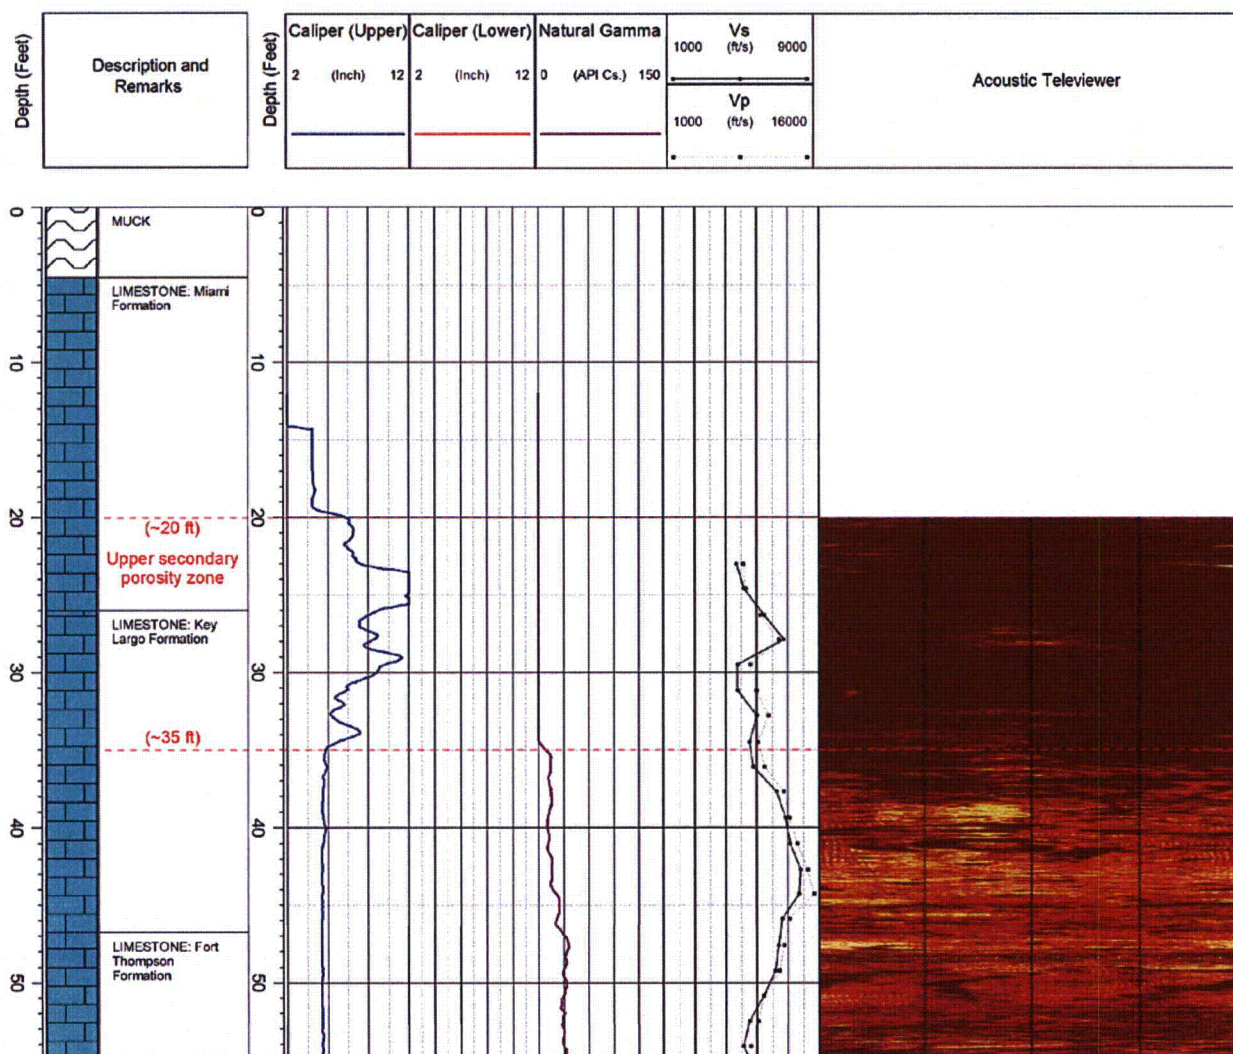 Depth (Feet)
Description and
Remarks
Depth (Feet)
Caliper (Upper)
2 (Inch) 12
Caliper (Lower)
2 (Inch) 12
Natural Gamma
0 (API Cs.) 150
Vs
1000 (ft/s) 9000
Vp
1000 (ft/s) 16000
Acoustic Televiewer
0
MUCK
0
LIMESTONE: Miami
Formation
10
10
20
(~20 ft)
20
Upper secondary
porosity zone
LIMESTONE: Key
Largo Formation
30
30
(~35 ft)
40
40
LIMESTONE: Fort
Thompson
Formation
50
50